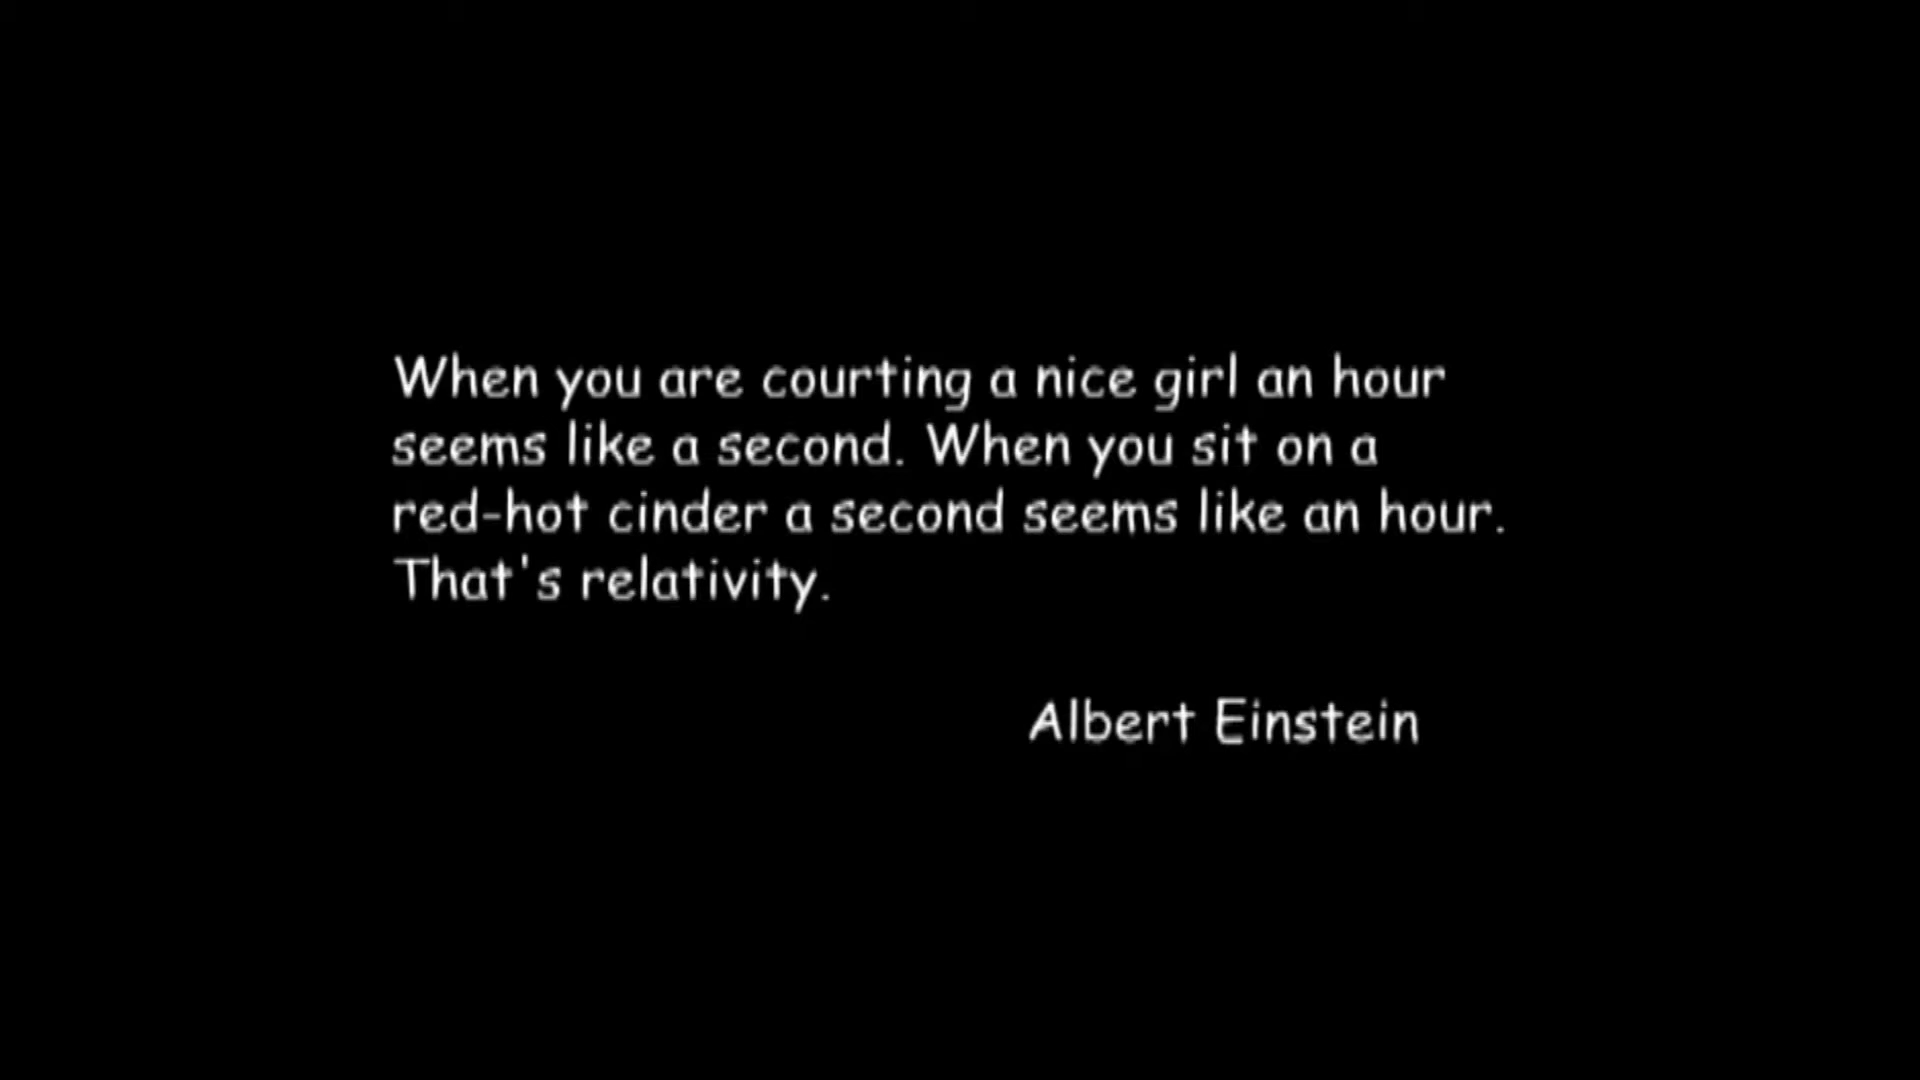 When you are courting a nice girl an hour
seems like a second. When you sit on a
red-hot cinder a second seems like an hour.
That's relativity.
Albert Einstein